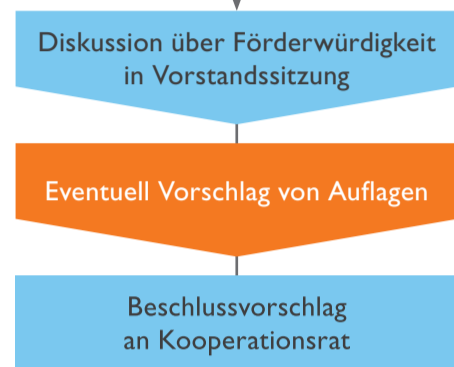 Diskussion über Förderwürdigkeit
in Vorstandssitzung
Eventuell Vorschlag von Auflagen
Beschlussvorschlag
an Kooperationsrat